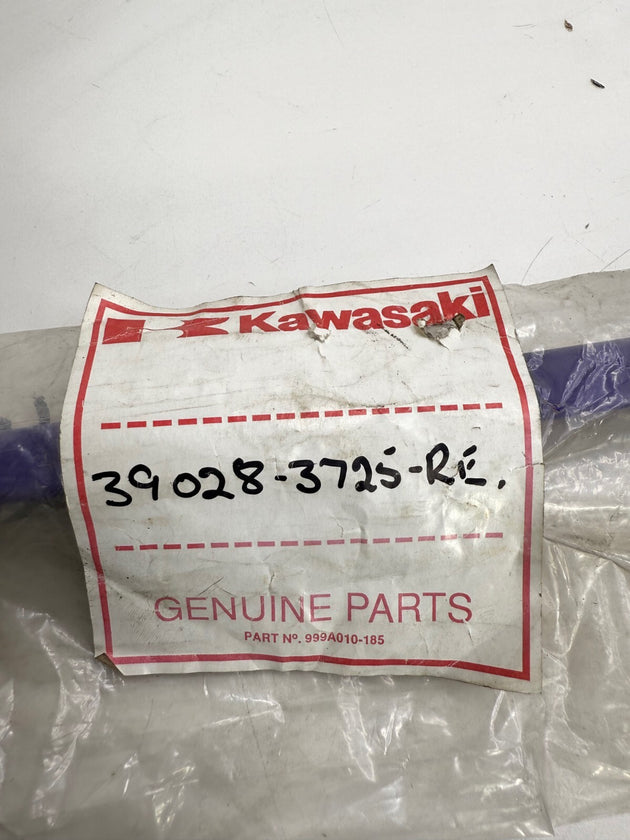 Kawasaki
39028-3725-RE.
GENUINE PARTS
PART Nº. 999A010-185